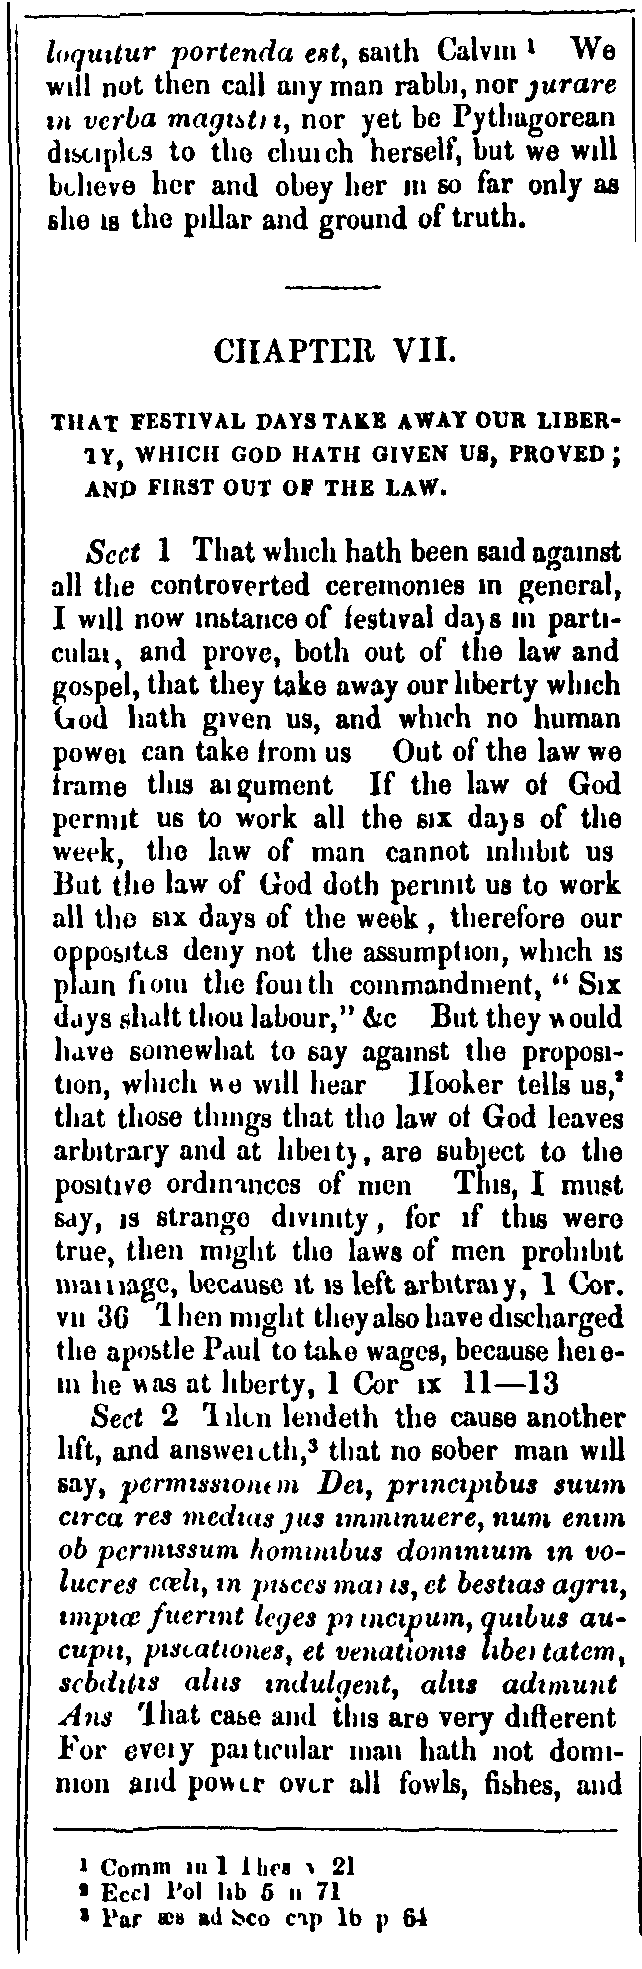 loquitur portenda est, saith Calvin ¹ We
will not then call any man rabbi, nor jurare
in verba magistri, nor yet be Pythagorean
disciples to the church herself, but we will
believe her and obey her in so far only as
she is the pillar and ground of truth.
CHAPTER VII.
THAT FESTIVAL DAYS TAKE AWAY OUR LIBER-
TY, WHICH GOD HATH GIVEN US, PROVED;
AND FIRST OUT OF THE LAW.
Sect 1 That which hath been said against
all the controverted ceremonies in general,
I will now instance of festival days in parti-
cular, and prove, both out of the law and
gospel, that they take away our liberty which
God hath given us, and which no human
power can take from us Out of the law we
frame this argument If the law of God
permit us to work all the six days of the
week, the law of man cannot inhibit us
But the law of God doth permit us to work
all the six days of the week, therefore our
opposites deny not the assumption, which is
plain from the fourth commandment, "Six
days shalt thou labour," &c But they would
have somewhat to say against the proposi-
tion, which we will hear Hooker tells us,²
that those things that the law of God leaves
arbitrary and at liberty, are subject to the
positive ordinances of men This, I must
say, is strange divinity, for if this were
true, then might the laws of men prohibit
marriage, because it is left arbitrary, 1 Cor.
vii 36 Then might they also have discharged
the apostle Paul to take wages, because here-
in he was at liberty, 1 Cor ix 11—13
Sect 2 Tilen lendeth the cause another
lift, and answereth,³ that no sober man will
say, permissionem Dei, principibus suum
circa res medias jus imminuere, num enim
ob permissum hominibus dominium in vo-
lucres cœli, in pisces maris, et bestias agri,
impiæ fuerint leges principum, quibus au-
cupii, piscationes, et venationis libertatem,
sebditis aliis indulgent, aliis adimunt
Ans That case and this are very different
For every particular man hath not domi-
nion and power over all fowls, fishes, and
¹ Comm in 1 Thes v 21
² Eccl Pol lib 5 n 71
³ Par æs ad Sco cap 16 p 64